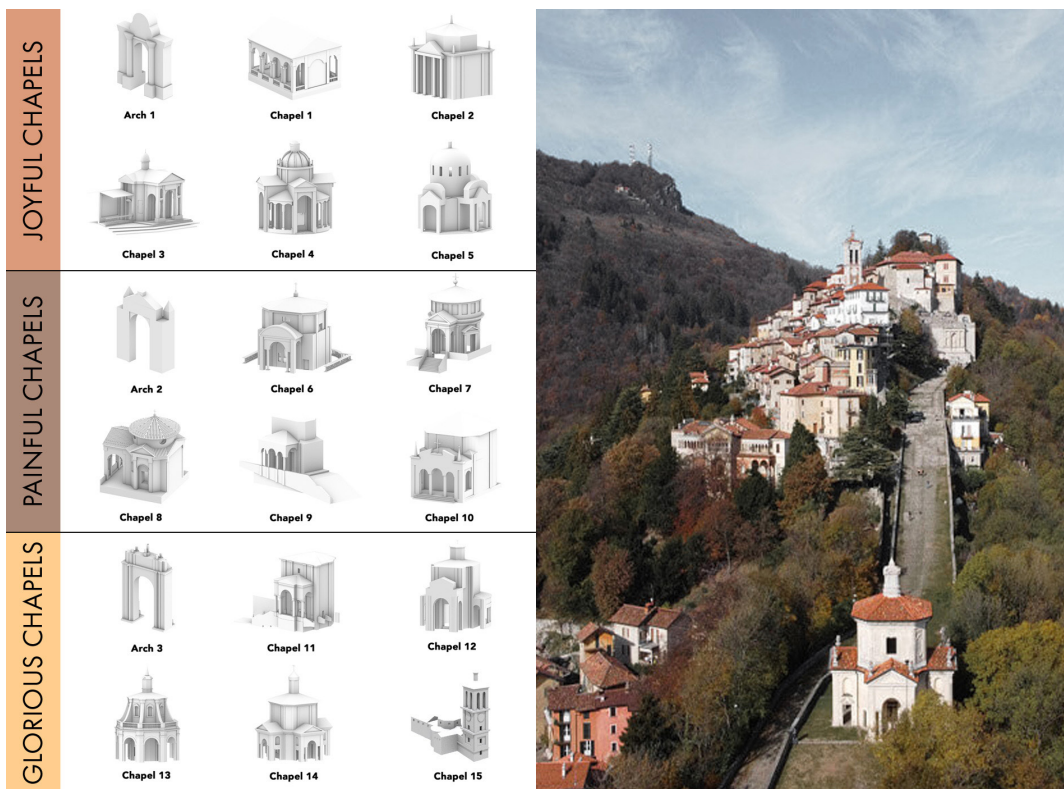 JOYFUL CHAPELS
Arch 1
Chapel 1
Chapel 2
Chapel 3
Chapel 4
Chapel 5
PAINFUL CHAPELS
Arch 2
Chapel 6
Chapel 7
Chapel 8
Chapel 9
Chapel 10
GLORIOUS CHAPELS
Arch 3
Chapel 11
Chapel 12
Chapel 13
Chapel 14
Chapel 15